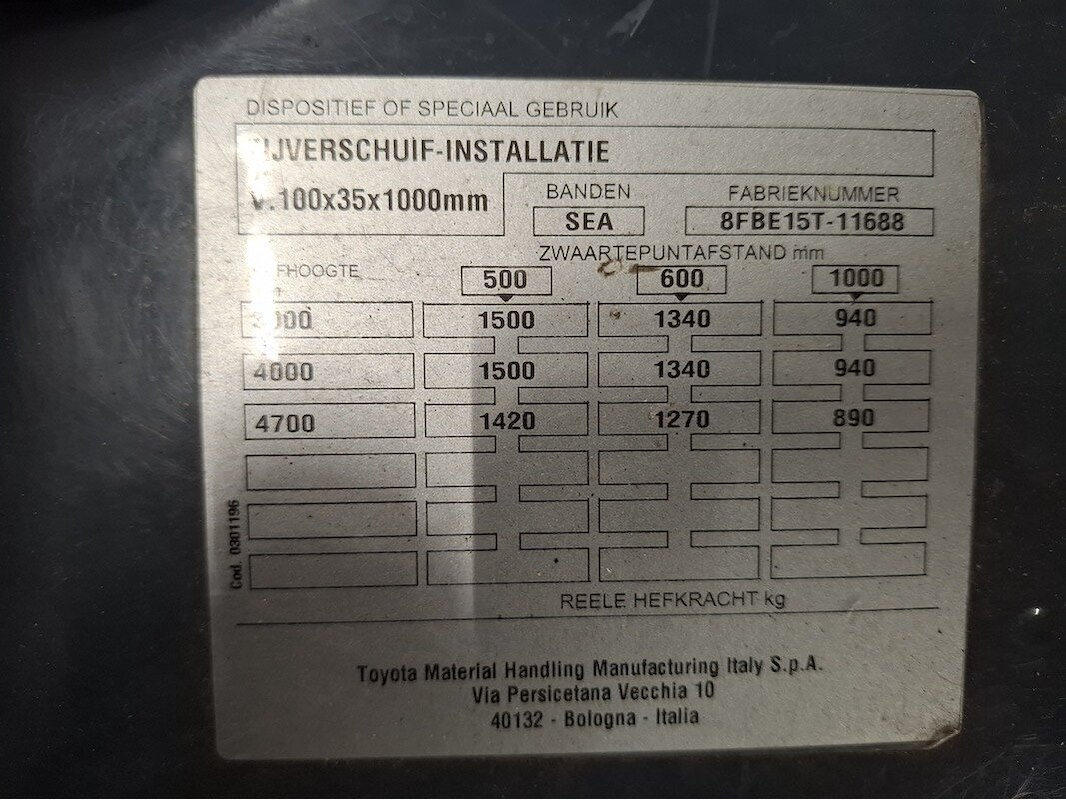 DISPOSITIEF OF SPECIAAL GEBRUIK
ZIJVERSCHUIF-INSTALLATIE
V.100x35x1000mm
BANDEN
SEA
FABRIEKNUMMER
8FBE15T-11688
ZWAARTEPUNTAFSTAND mm
500 600 1000
1500 1340 940
4000 1500 1340 940
4700 1420 1270 890
REELE HEFKRACHT kg
Cod. 0301196
Toyota Material Handling Manufacturing Italy S.p.A.
Via Persicetana Vecchia 10
40132 - Bologna - Italia